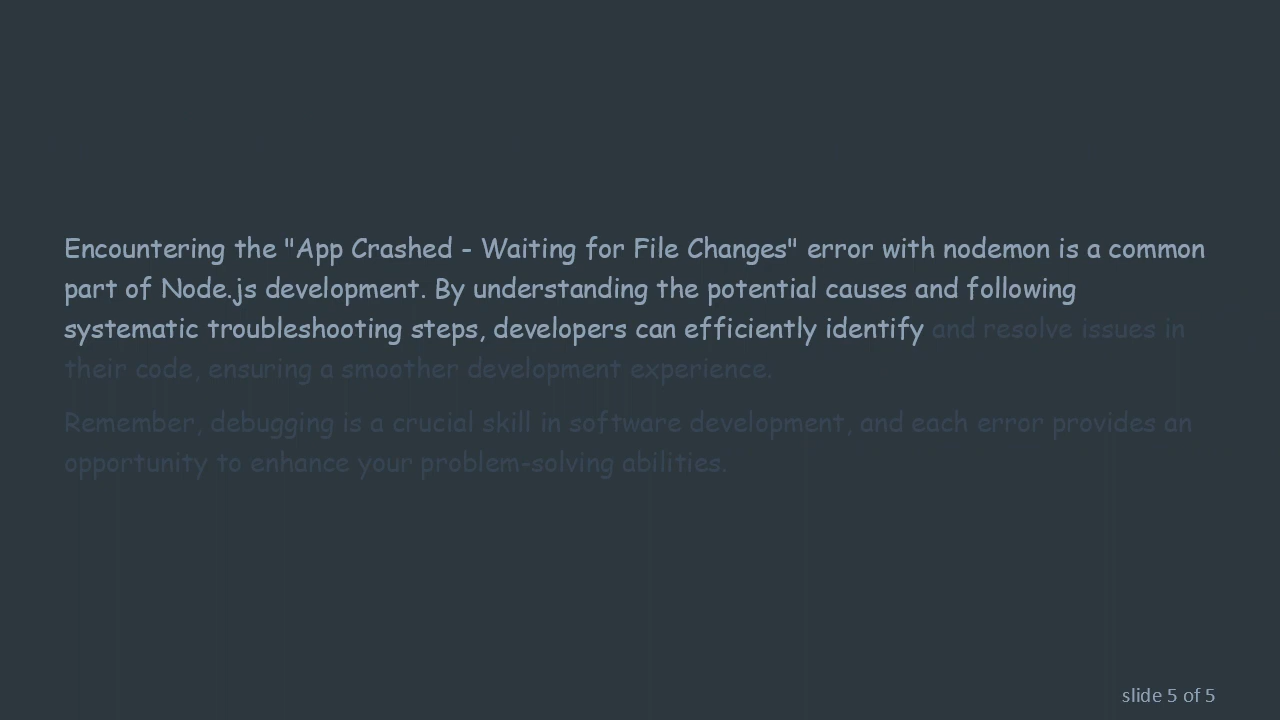 Encountering the "App Crashed - Waiting for File Changes" error with nodemon is a common
part of Node.js development. By understanding the potential causes and following
systematic troubleshooting steps, developers can efficiently identify and resolve issues in
their code, ensuring a smoother development experience.
Remember, debugging is a crucial skill in software development, and each error provides an
opportunity to enhance your problem-solving abilities.
slide 5 of 5